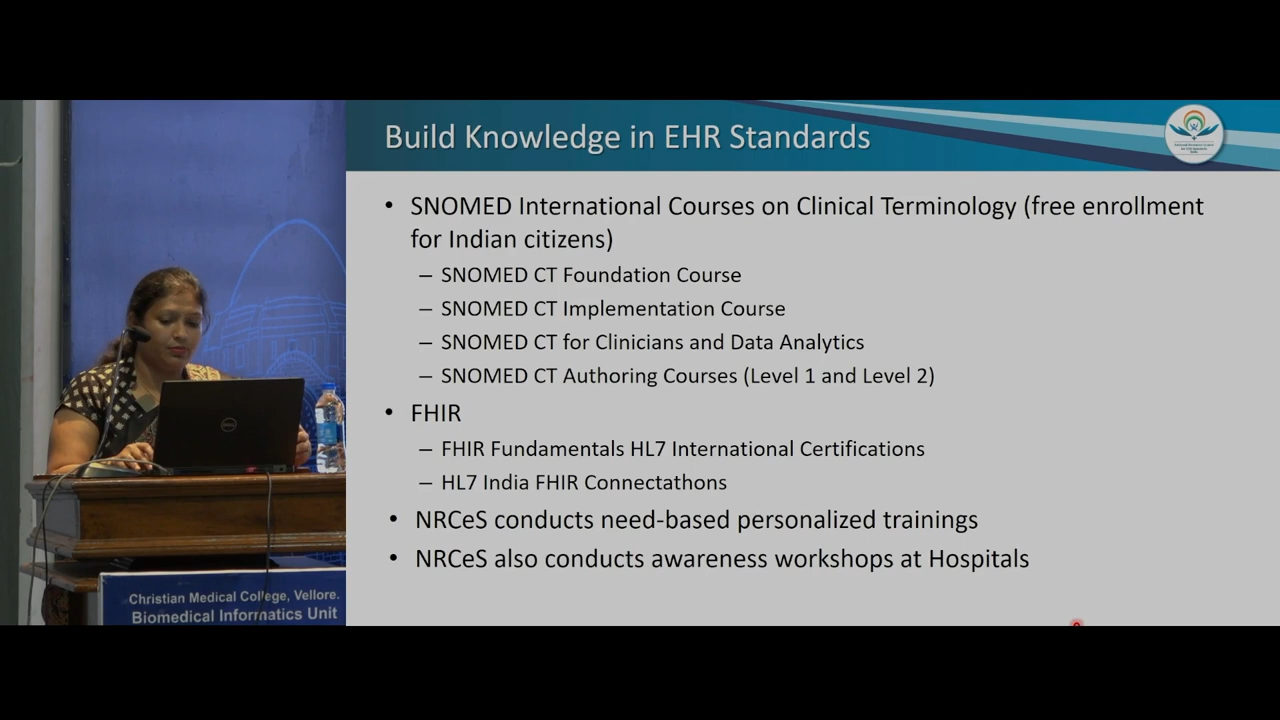 Build Knowledge in EHR Standards
• SNOMED International Courses on Clinical Terminology (free enrollment
for Indian citizens)
– SNOMED CT Foundation Course
– SNOMED CT Implementation Course
– SNOMED CT for Clinicians and Data Analytics
– SNOMED CT Authoring Courses (Level 1 and Level 2)
• FHIR
– FHIR Fundamentals HL7 International Certifications
– HL7 India FHIR Connectathons
• NRCeS conducts need-based personalized trainings
• NRCeS also conducts awareness workshops at Hospitals
DELL
Christian Medical College, Vellore.
Biomedical Informatics Unit